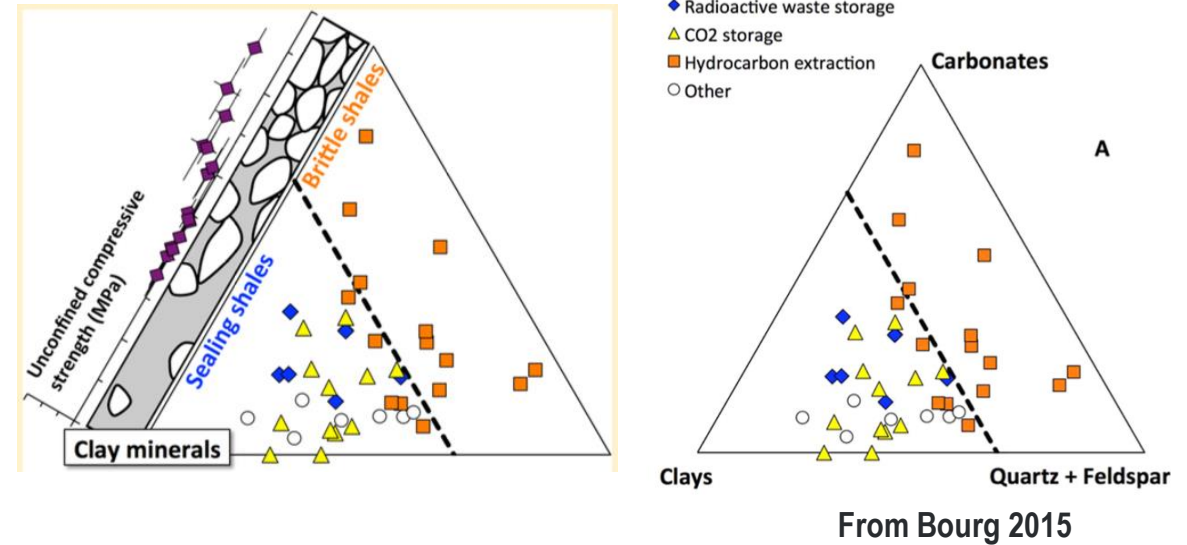 Unconfined compressive
strength (MPa)
Brittle shales
Sealing shales
Clay minerals
Radioactive waste storage
CO2 storage
Hydrocarbon extraction
Other
Carbonates
A
Clays
Quartz + Feldspar
From Bourg 2015